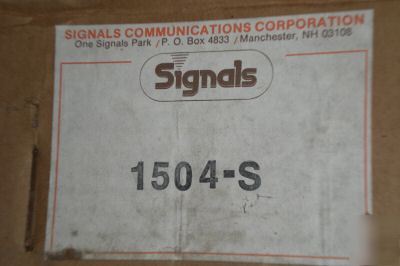 SIGNALS COMMUNICATIONS CORPORATION
One Signals Park / P. O. Box 4833 / Manchester, NH 03108
Signals
1504-S